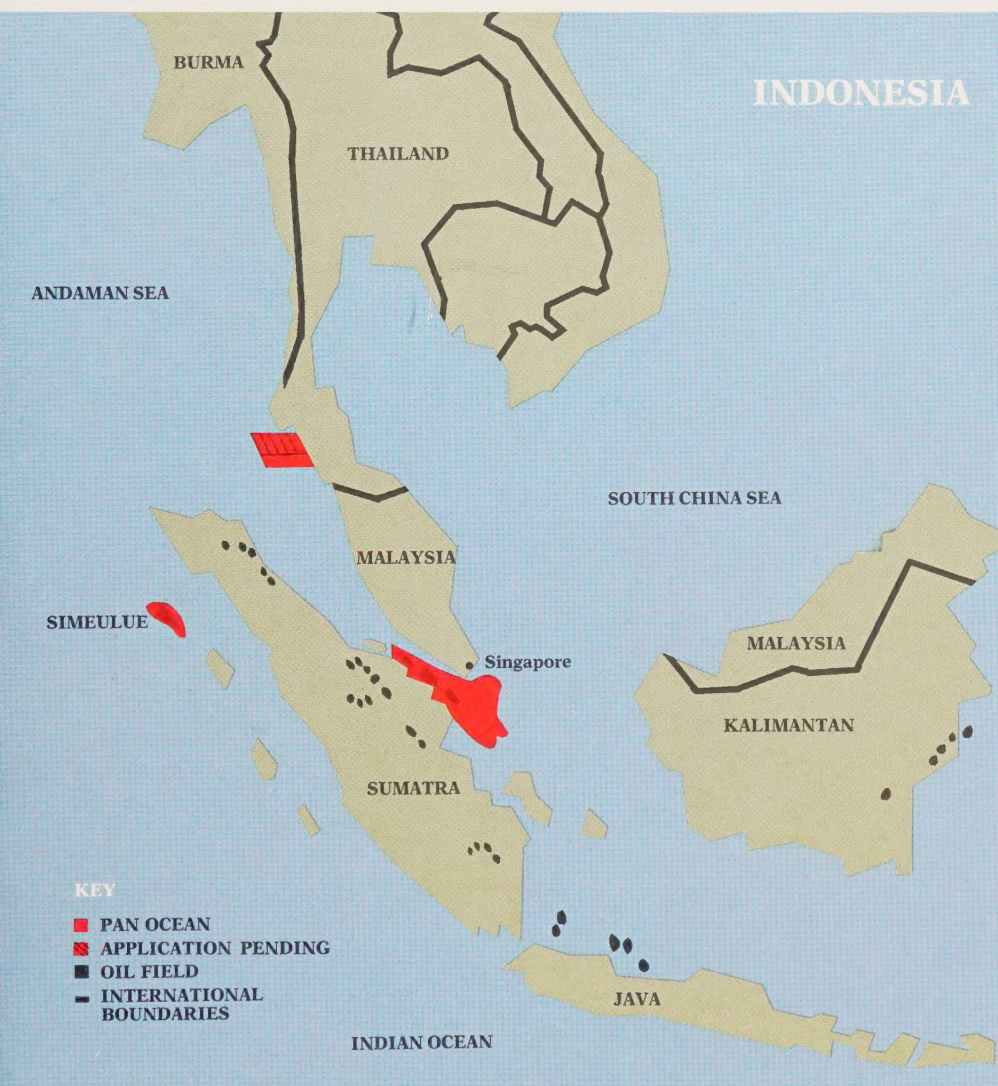 BURMA
INDONESIA
THAILAND
ANDAMAN SEA
SOUTH CHINA SEA
MALAYSIA
SIMEULUE
MALAYSIA
Singapore
KALIMANTAN
SUMATRA
KEY
PAN OCEAN
APPLICATION PENDING
OIL FIELD
INTERNATIONAL
BOUNDARIES
JAVA
INDIAN OCEAN